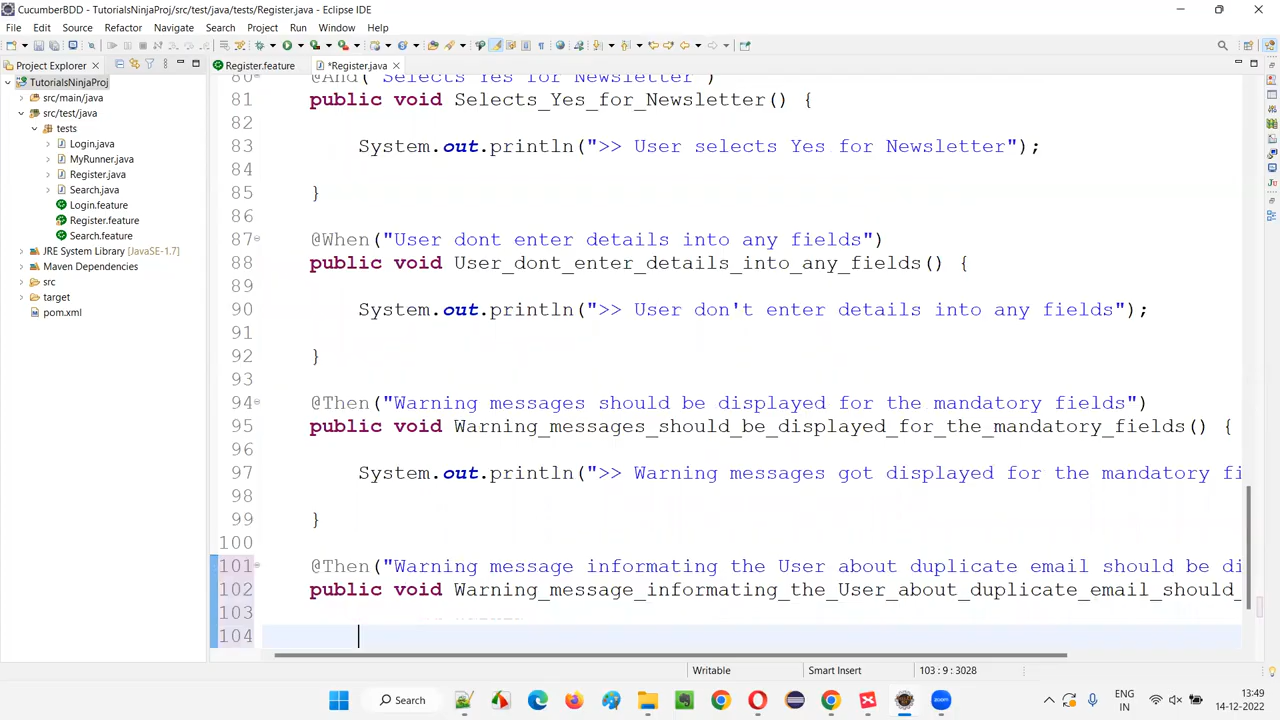 CucumberBDD - TutorialsNinjaProj/src/test/java/tests/Register.java - Eclipse IDE
File Edit Source Refactor Navigate Search Project Run Window Help
Project Explorer
Register.feature
*Register.java
TutorialsNinjaProj
src/main/java
src/test/java
tests
Login.java
MyRunner.java
Register.java
Search.java
Login.feature
Register.feature
Search.feature
JRE System Library [JavaSE-1.7]
Maven Dependencies
src
target
pom.xml
80 @And("Selects Yes for Newsletter")
81 public void Selects_Yes_for_Newsletter() {
82
83 System.out.println(">> User selects Yes for Newsletter");
84
85 }
86
87 @When("User dont enter details into any fields")
88 public void User_dont_enter_details_into_any_fields() {
89
90 System.out.println(">> User don't enter details into any fields");
91
92 }
93
94 @Then("Warning messages should be displayed for the mandatory fields")
95 public void Warning_messages_should_be_displayed_for_the_mandatory_fields() {
96
97 System.out.println(">> Warning messages got displayed for the mandatory fi
98
99 }
100
101 @Then("Warning message informating the User about duplicate email should be di
102 public void Warning_message_informating_the_User_about_duplicate_email_should_
103
104
Writable Smart Insert 103 : 9 : 3028
Search
ENG
IN
13:49
14-12-2022